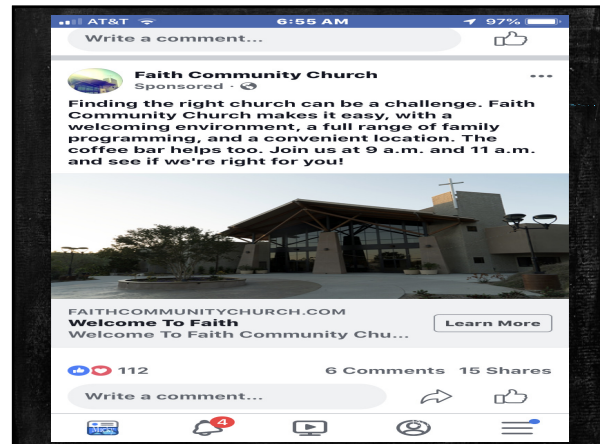 AT&T 6:55 AM 97%
Write a comment...
Faith Community Church
Sponsored ·
Finding the right church can be a challenge. Faith
Community Church makes it easy, with a
welcoming environment, a full range of family
programming, and a convenient location. The
coffee bar helps too. Join us at 9 a.m. and 11 a.m.
and see if we're right for you!
FAITHCOMMUNITYCHURCH.COM
Welcome To Faith
Learn More
Welcome To Faith Community Chu...
112 6 Comments 15 Shares
Write a comment...
4